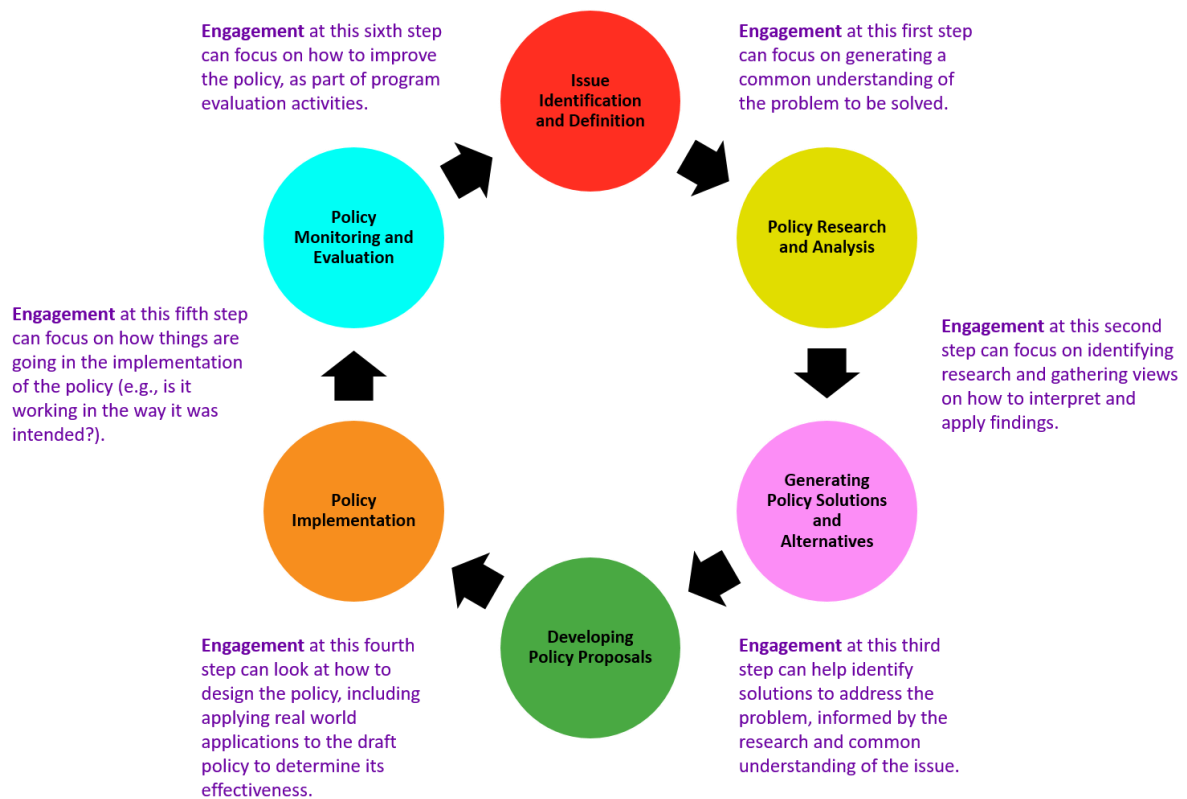 Issue
Identification
and Definition
Engagement at this first step
can focus on generating a
common understanding of
the problem to be solved.
Policy Research
and Analysis
Engagement at this second
step can focus on identifying
research and gathering views
on how to interpret and
apply findings.
Generating
Policy Solutions
and
Alternatives
Engagement at this third
step can help identify
solutions to address the
problem, informed by the
research and common
understanding of the issue.
Developing
Policy Proposals
Engagement at this fourth
step can look at how to
design the policy, including
applying real world
applications to the draft
policy to determine its
effectiveness.
Policy
Implementation
Engagement at this fifth step
can focus on how things are
going in the implementation
of the policy (e.g., is it
working in the way it was
intended?).
Policy
Monitoring and
Evaluation
Engagement at this sixth step
can focus on how to improve
the policy, as part of program
evaluation activities.